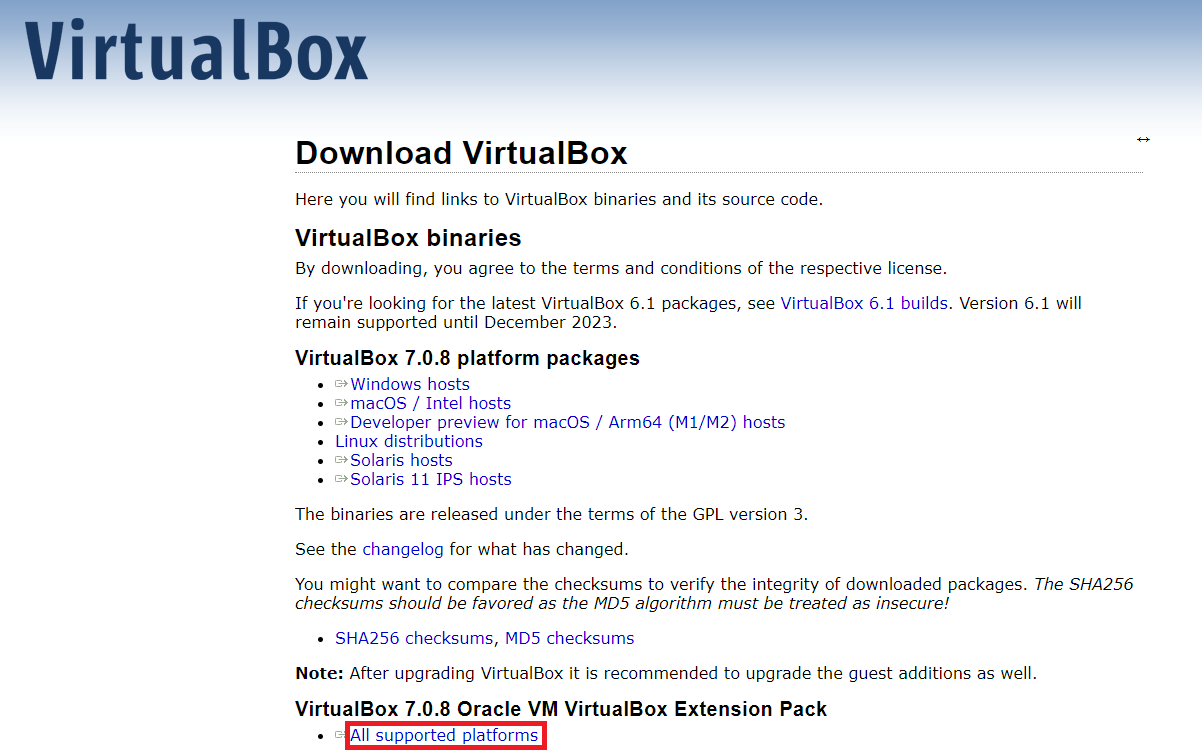 VirtualBox
Download VirtualBox
Here you will find links to VirtualBox binaries and its source code.
VirtualBox binaries
By downloading, you agree to the terms and conditions of the respective license.
If you're looking for the latest VirtualBox 6.1 packages, see VirtualBox 6.1 builds. Version 6.1 will
remain supported until December 2023.
VirtualBox 7.0.8 platform packages
Windows hosts
macOS / Intel hosts
Developer preview for macOS / Arm64 (M1/M2) hosts
Linux distributions
Solaris hosts
Solaris 11 IPS hosts
The binaries are released under the terms of the GPL version 3.
See the changelog for what has changed.
You might want to compare the checksums to verify the integrity of downloaded packages. The SHA256
checksums should be favored as the MD5 algorithm must be treated as insecure!
SHA256 checksums, MD5 checksums
Note: After upgrading VirtualBox it is recommended to upgrade the guest additions as well.
VirtualBox 7.0.8 Oracle VM VirtualBox Extension Pack
All supported platforms